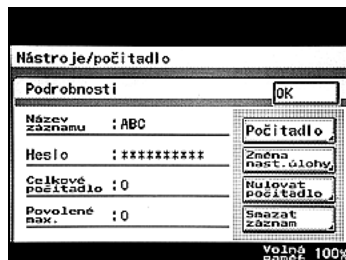 Nástroje/počitadlo
Podrobnosti
OK
Název
záznamu :ABC
Počitadlo
Heslo :**********
Změna
nast.úlohy
Celkové
počitadlo :0
Nulovat
počitadlo
Povolené
max. :0
Smazat
záznam
Volná
paměť 100%